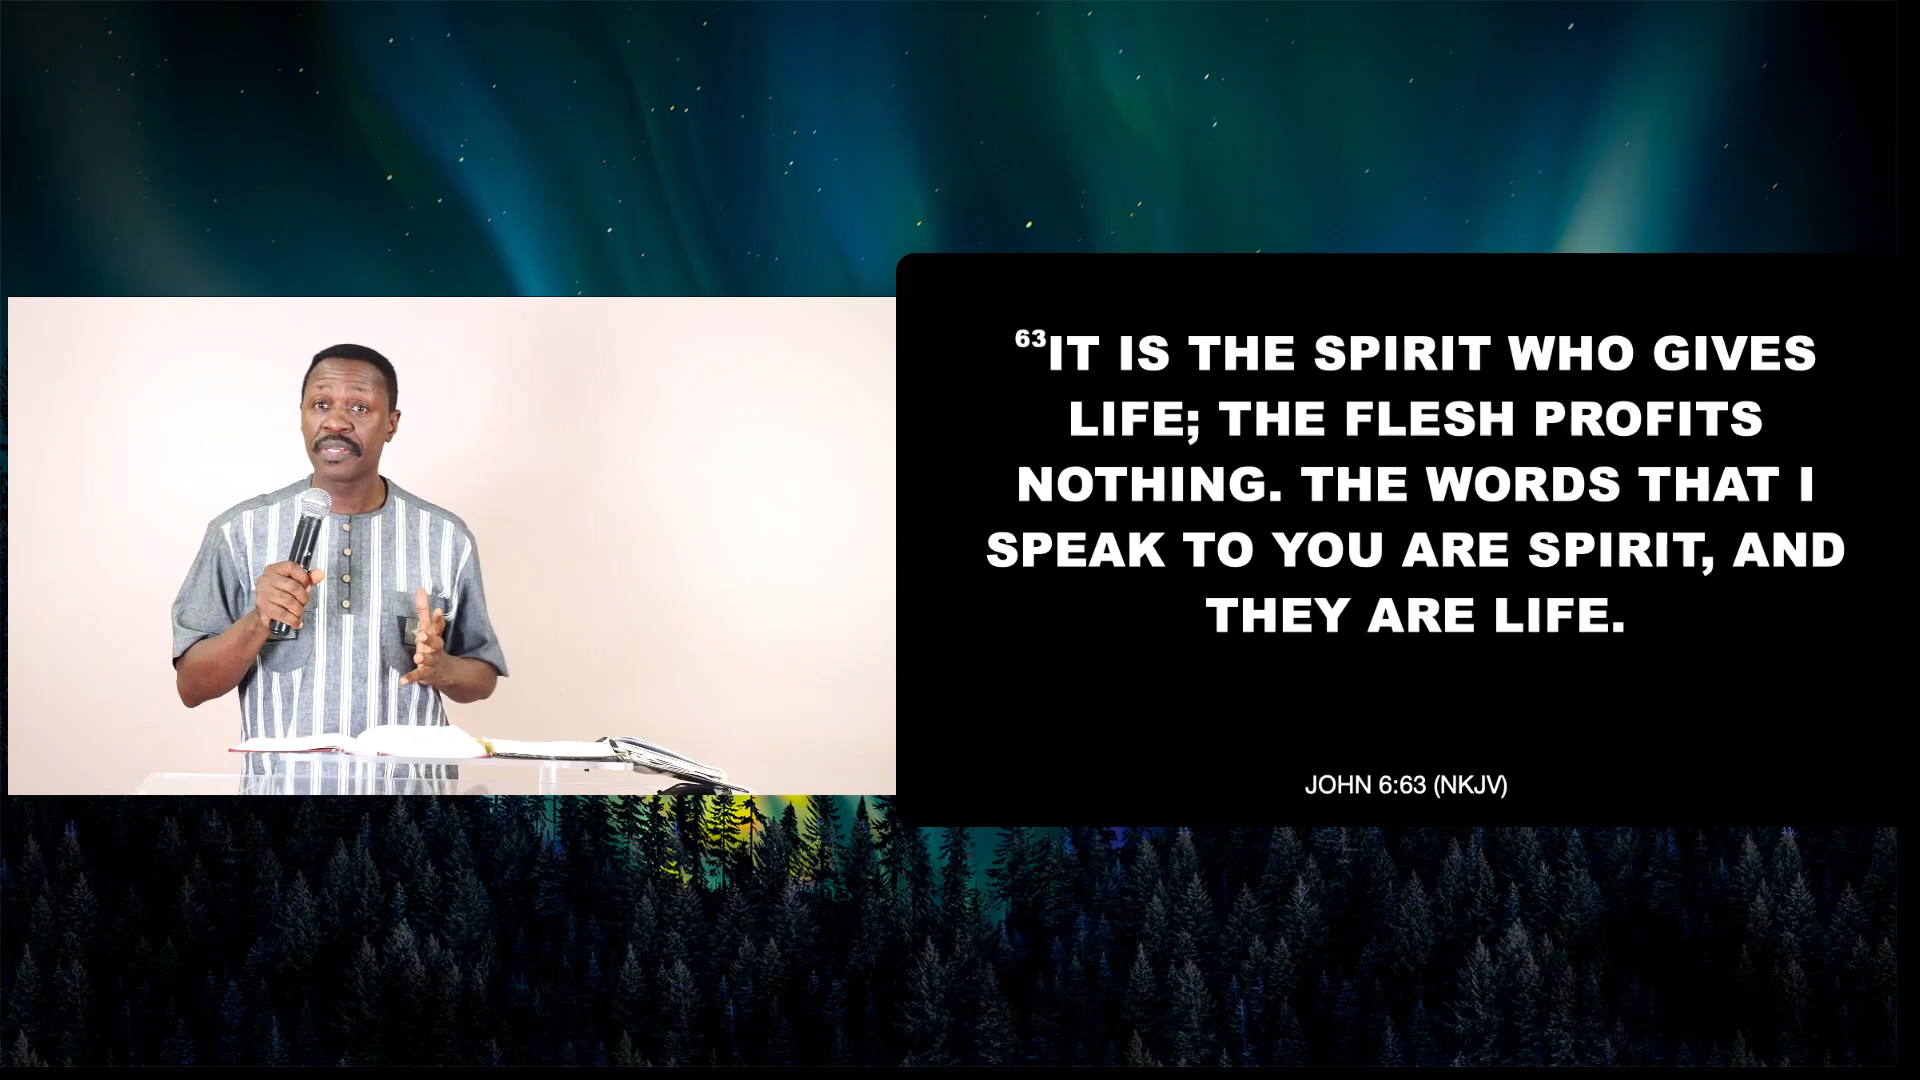 63IT IS THE SPIRIT WHO GIVES
LIFE; THE FLESH PROFITS
NOTHING. THE WORDS THAT I
SPEAK TO YOU ARE SPIRIT, AND
THEY ARE LIFE.
JOHN 6:63 (NKJV)